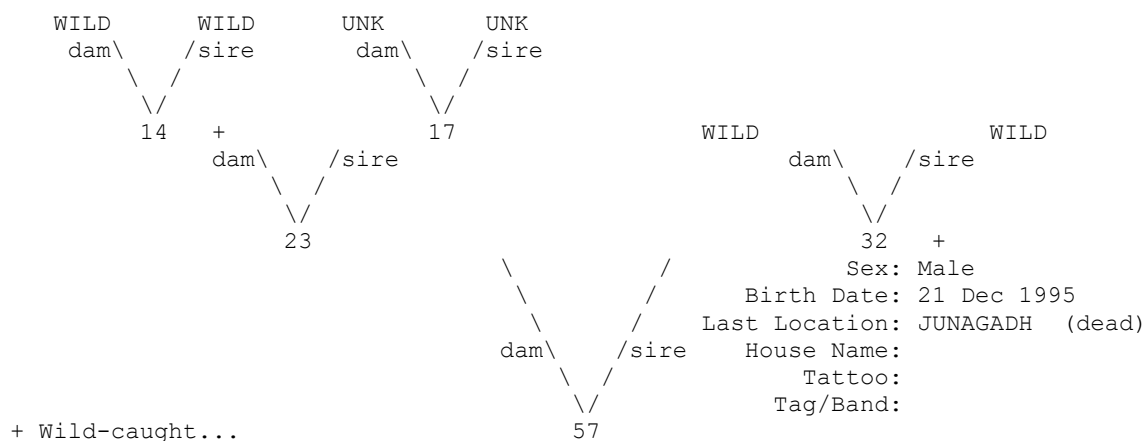 WILD WILD UNK UNK
dam\ /sire dam\ /sire
\ / \ /
\/ \/
14 + 17 WILD WILD
dam\ /sire dam\ /sire
\ / \ /
\/ \/
23 32 +
\ / Sex: Male
\ / Birth Date: 21 Dec 1995
\ / Last Location: JUNAGADH (dead)
dam\ /sire House Name:
\ / Tattoo:
\/ Tag/Band:
+ Wild-caught... 57